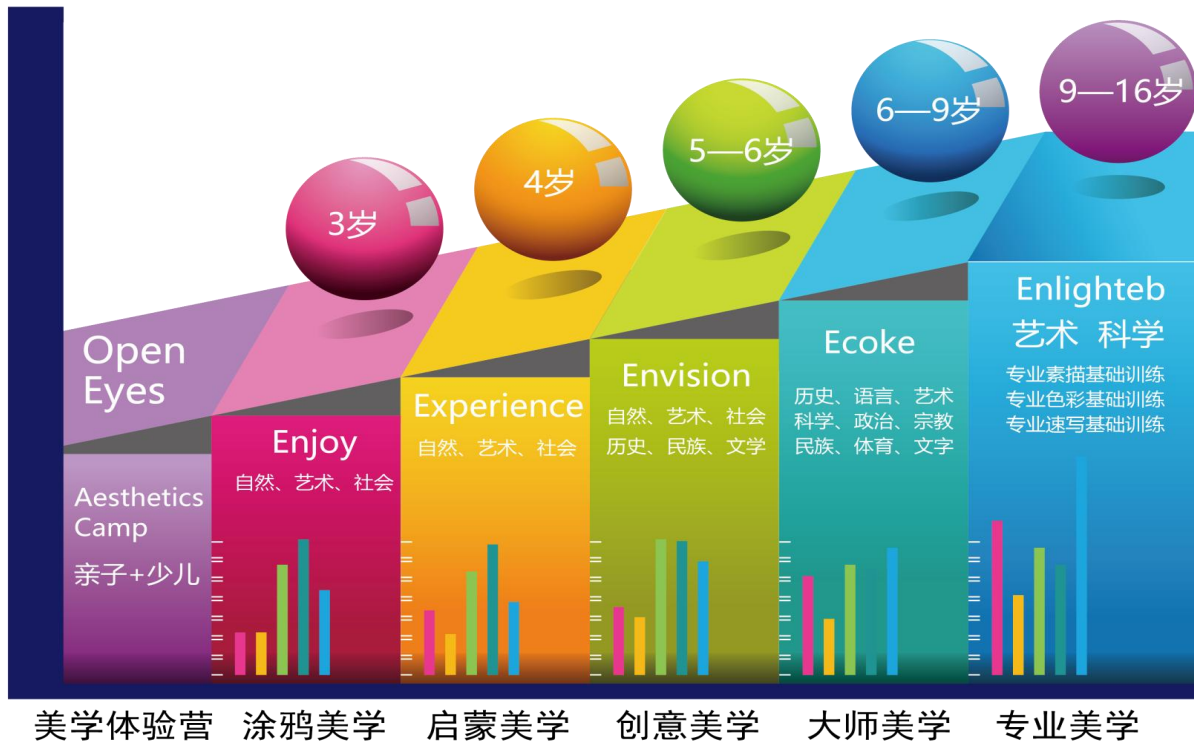 3岁
4岁
5—6岁
6—9岁
9—16岁
Open
Eyes
Aesthetics
Camp
亲子+少儿
Enjoy
自然、艺术、社会
Experience
自然、艺术、社会
Envision
自然、艺术、社会
历史、民族、文学
Ecoke
历史、语言、艺术
科学、政治、宗教
民族、体育、文字
Enlighteb
艺术 科学
专业素描基础训练
专业色彩基础训练
专业速写基础训练
美学体验营
涂鸦美学
启蒙美学
创意美学
大师美学
专业美学